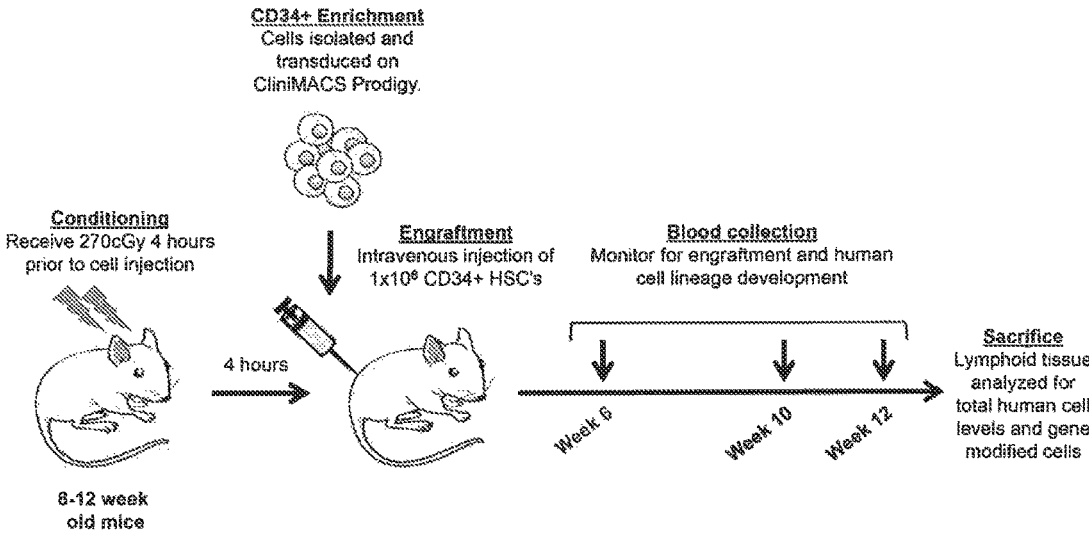 CD34+ Enrichment
Cells isolated and
transduced on
CliniMACS Prodigy.
Conditioning
Receive 270cGy 4 hours
prior to cell injection
Engraftment
Intravenous injection of
1x10⁶ CD34+ HSC's
Blood collection
Monitor for engraftment and human
cell lineage development
4 hours
Week 6
Week 10
Week 12
Sacrifice
Lymphoid tissue
analyzed for
total human cell
levels and gene
modified cells
8-12 week
old mice